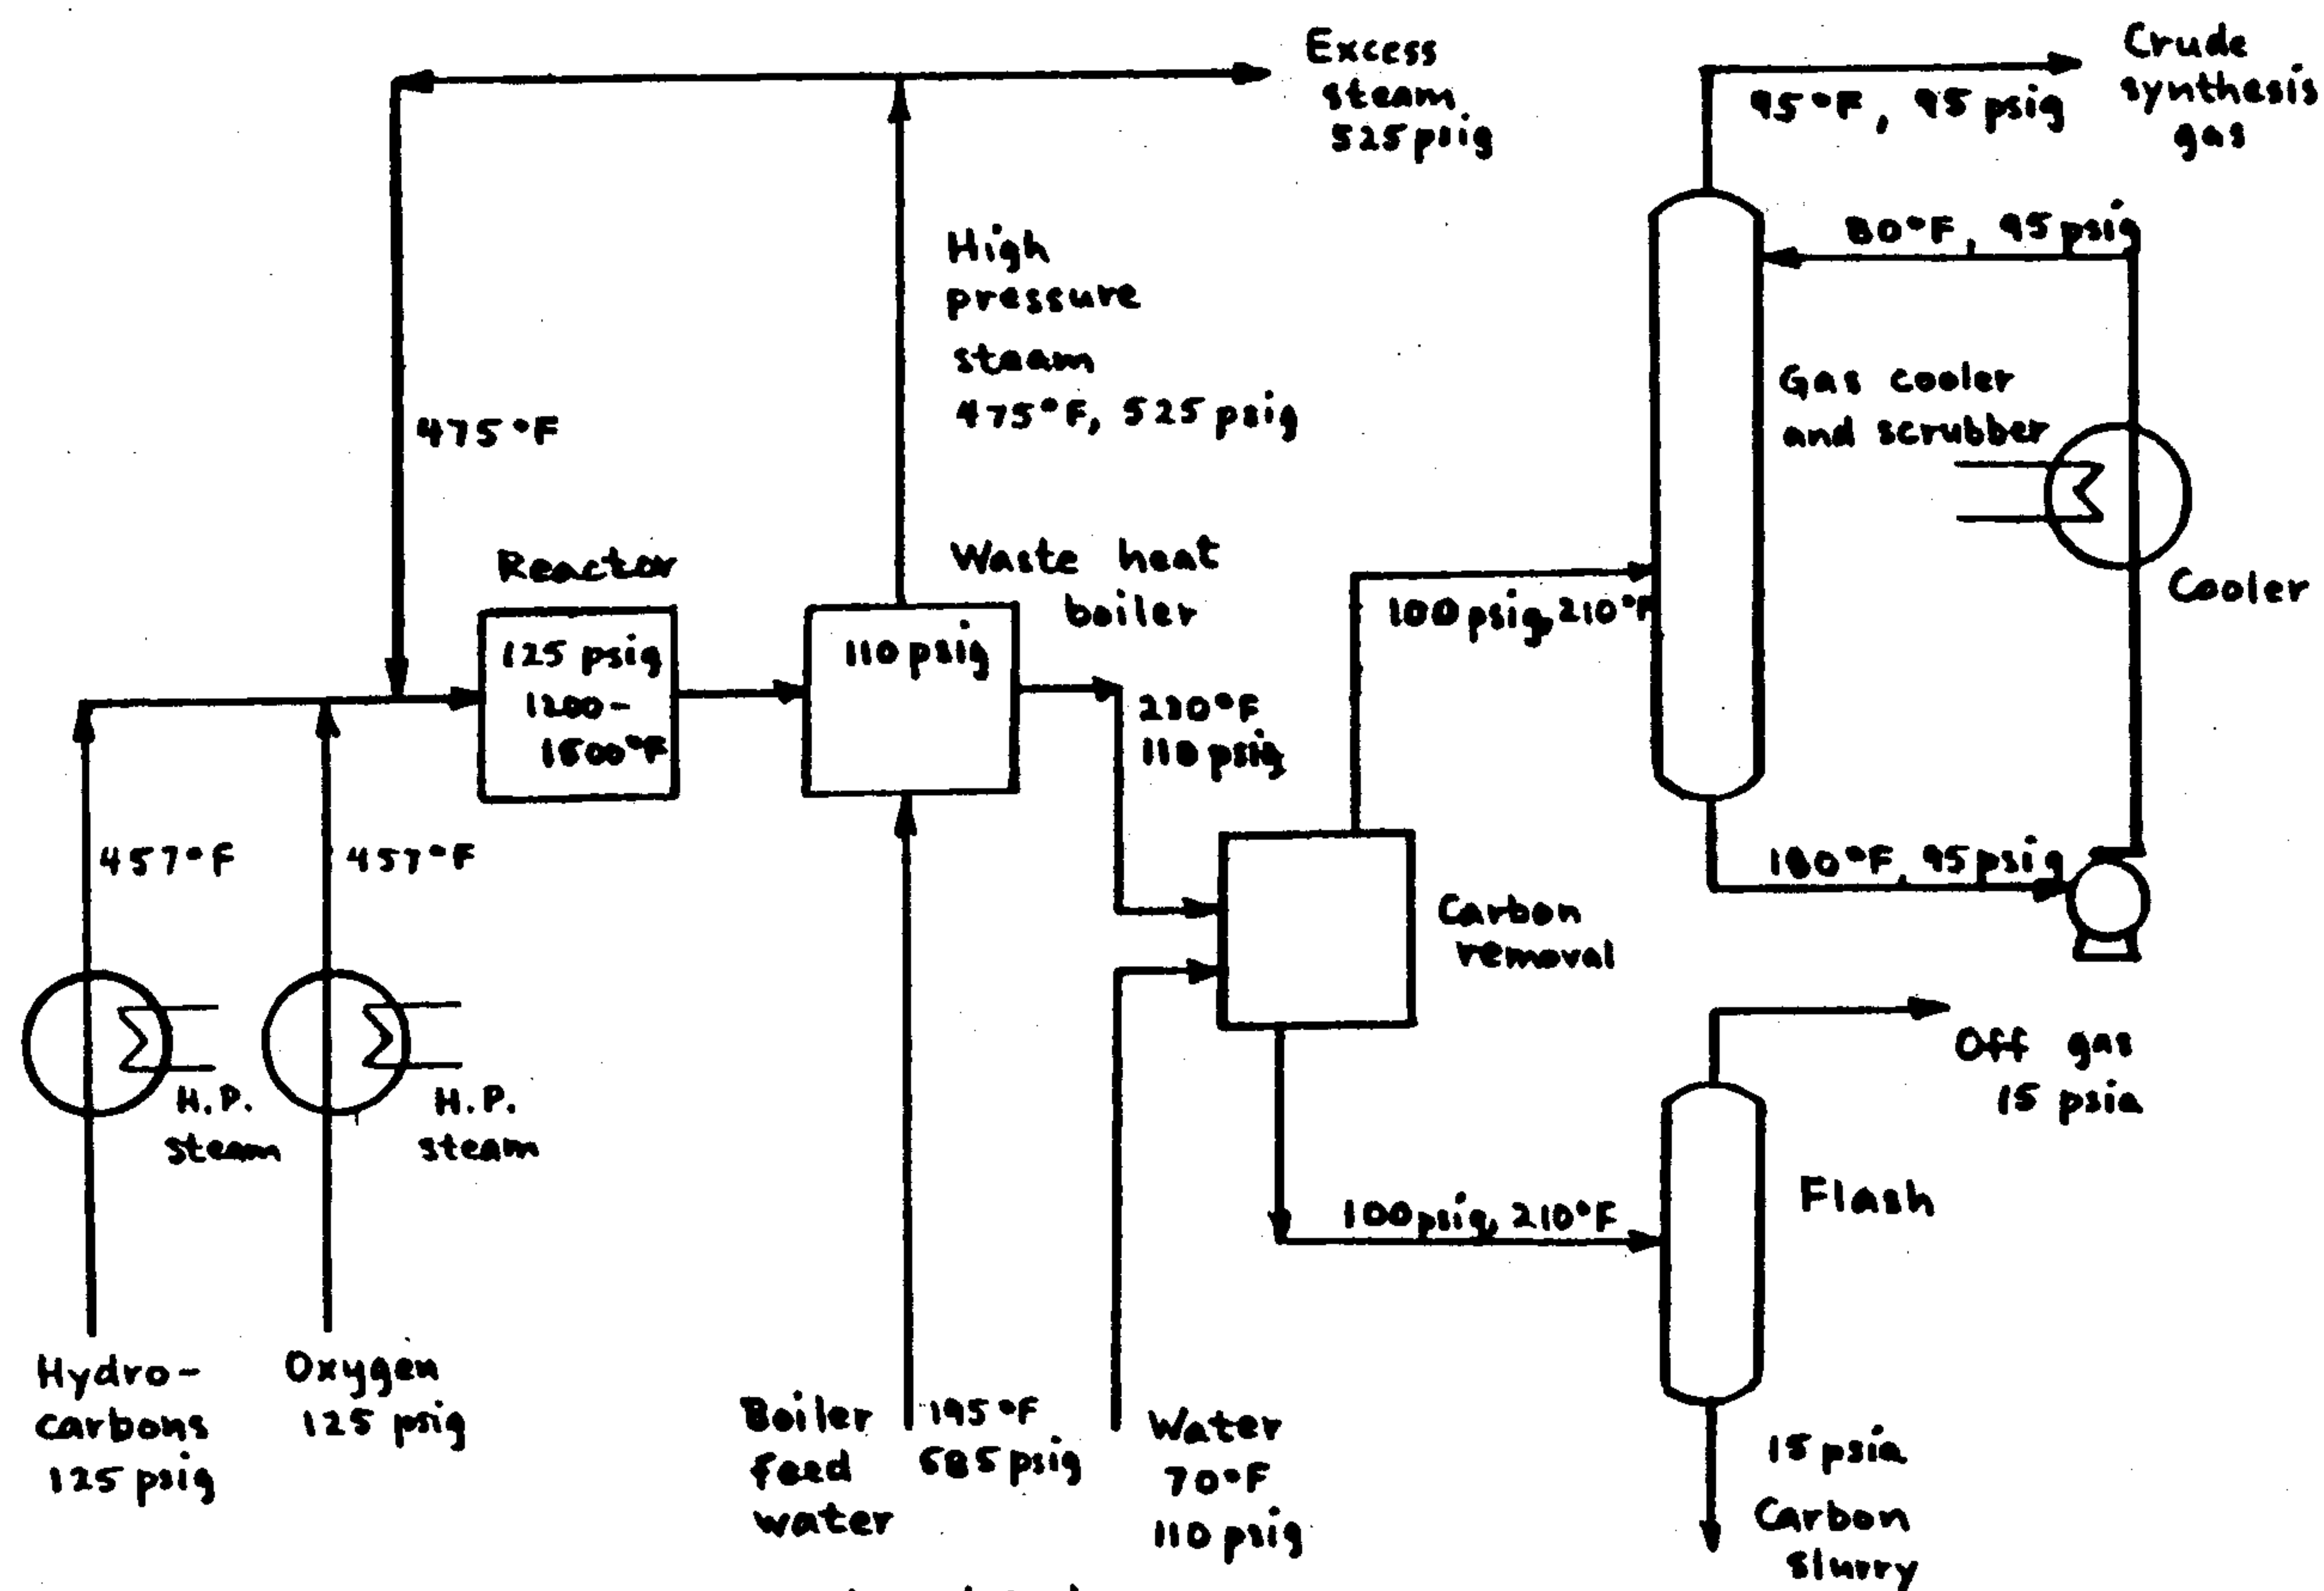 Excess
steam
525 psig
Crude
synthesis
gas
95°F, 95 psig
80°F, 95 psig
High
pressure
steam
475°F, 525 psig
475°F
Gas cooler
and scrubber
Cooler
Reactor
125 psig
1200-
1500°F
Waste heat
boiler
110 psig
100 psig, 210°F
230°F
110 psig
457°F
457°F
180°F, 95 psig
Carbon
removal
H.P.
steam
H.P.
steam
Off gas
15 psia
Flash
100 psig, 210°F
Hydro-
carbons
125 psig
Oxygen
125 psig
Boiler
feed
water
195°F
585 psig
Water
70°F
110 psig
15 psia
Carbon
slurry